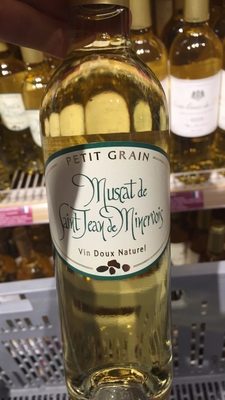 PETIT GRAIN
Muscat de
Saint Jean de Minervois
Vin Doux Naturel